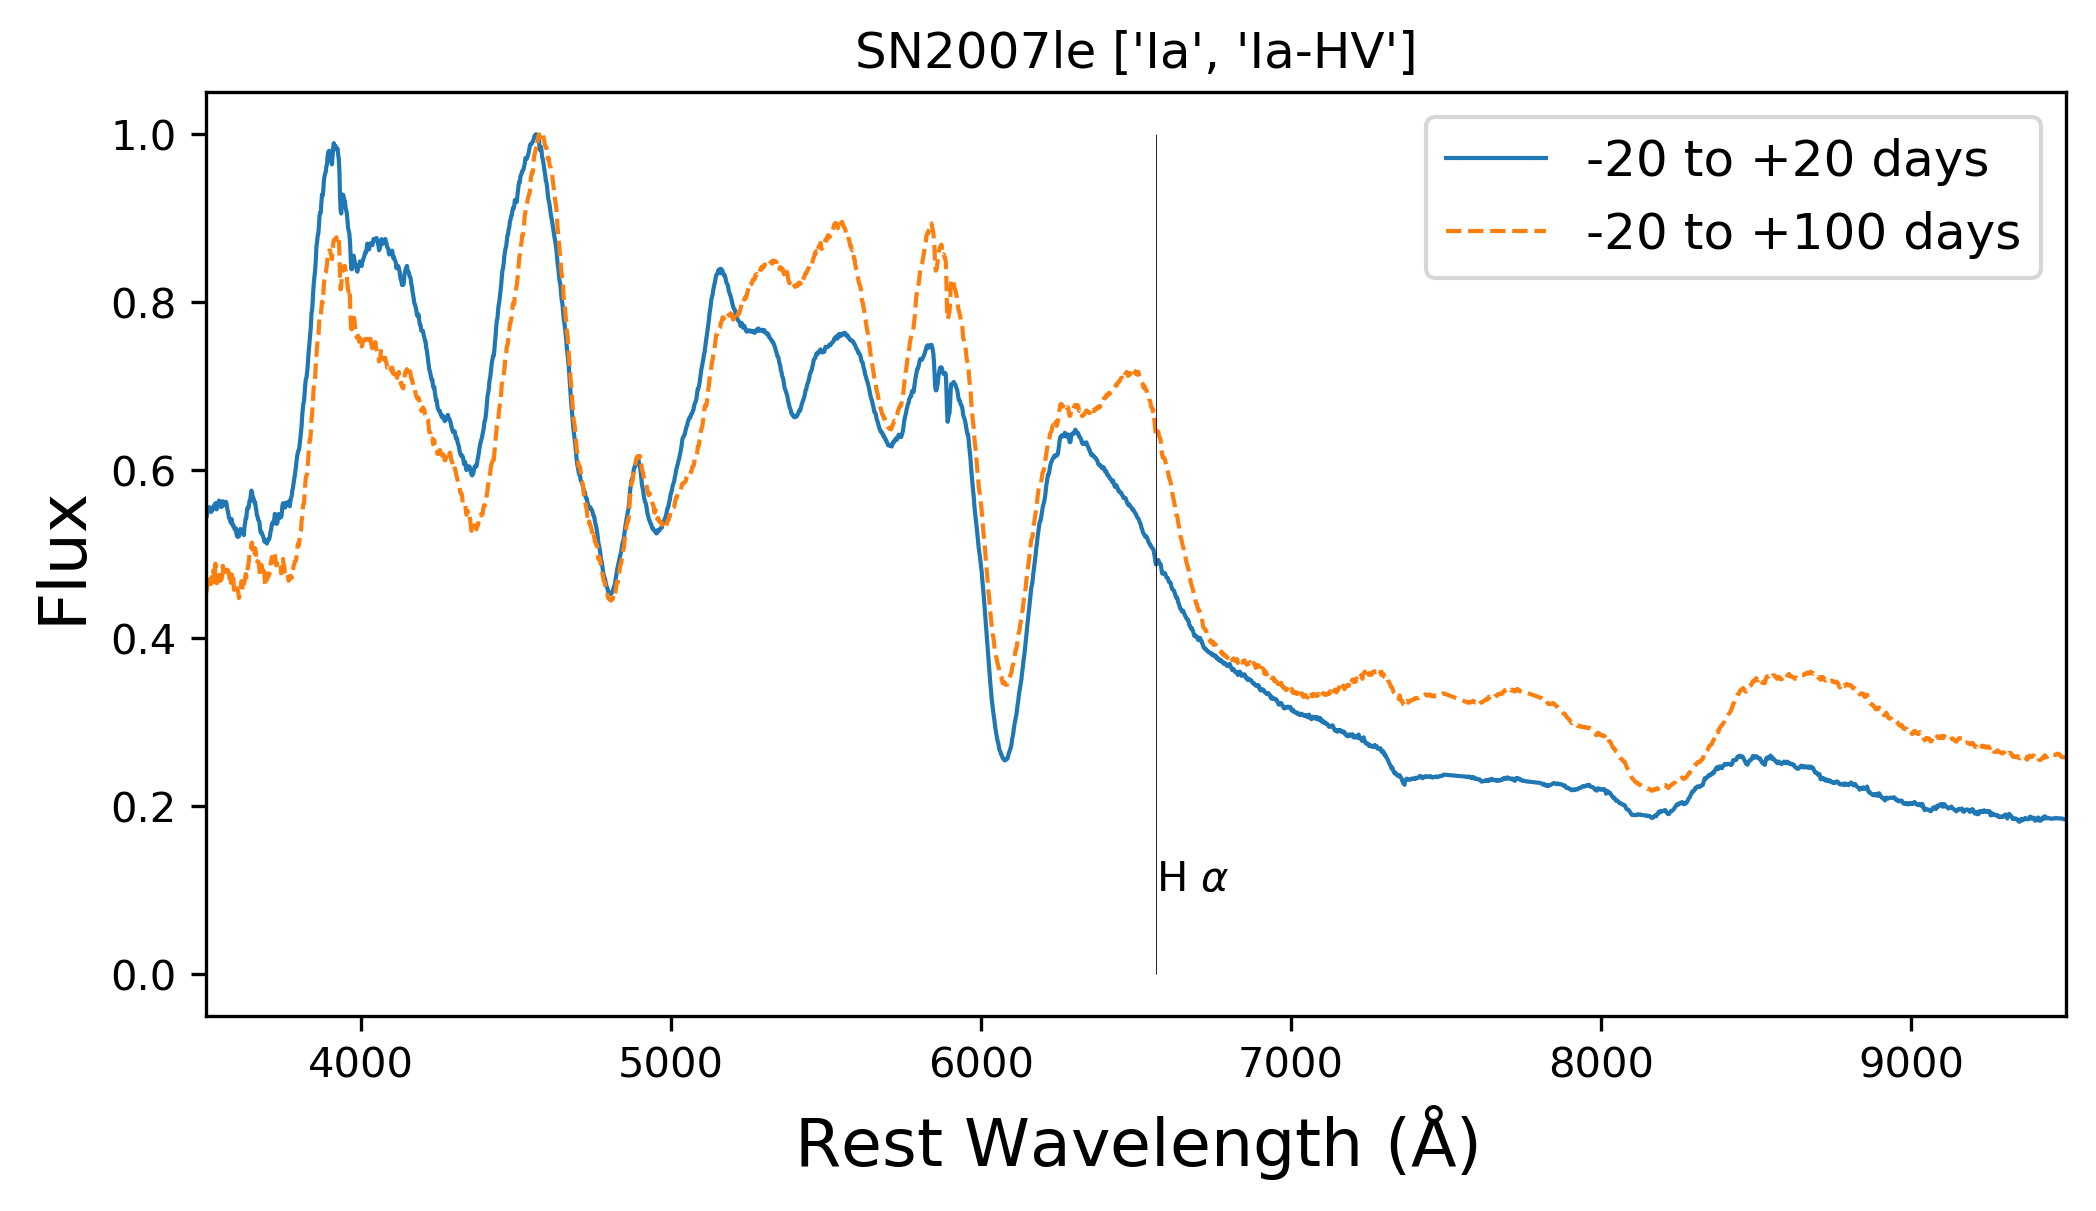 SN2007le ['Ia', 'Ia-HV']
-20 to +20 days
-20 to +100 days
1.0
0.8
0.6
0.4
0.2
0.0
Flux
H α
4000 5000 6000 7000 8000 9000
Rest Wavelength (Å)